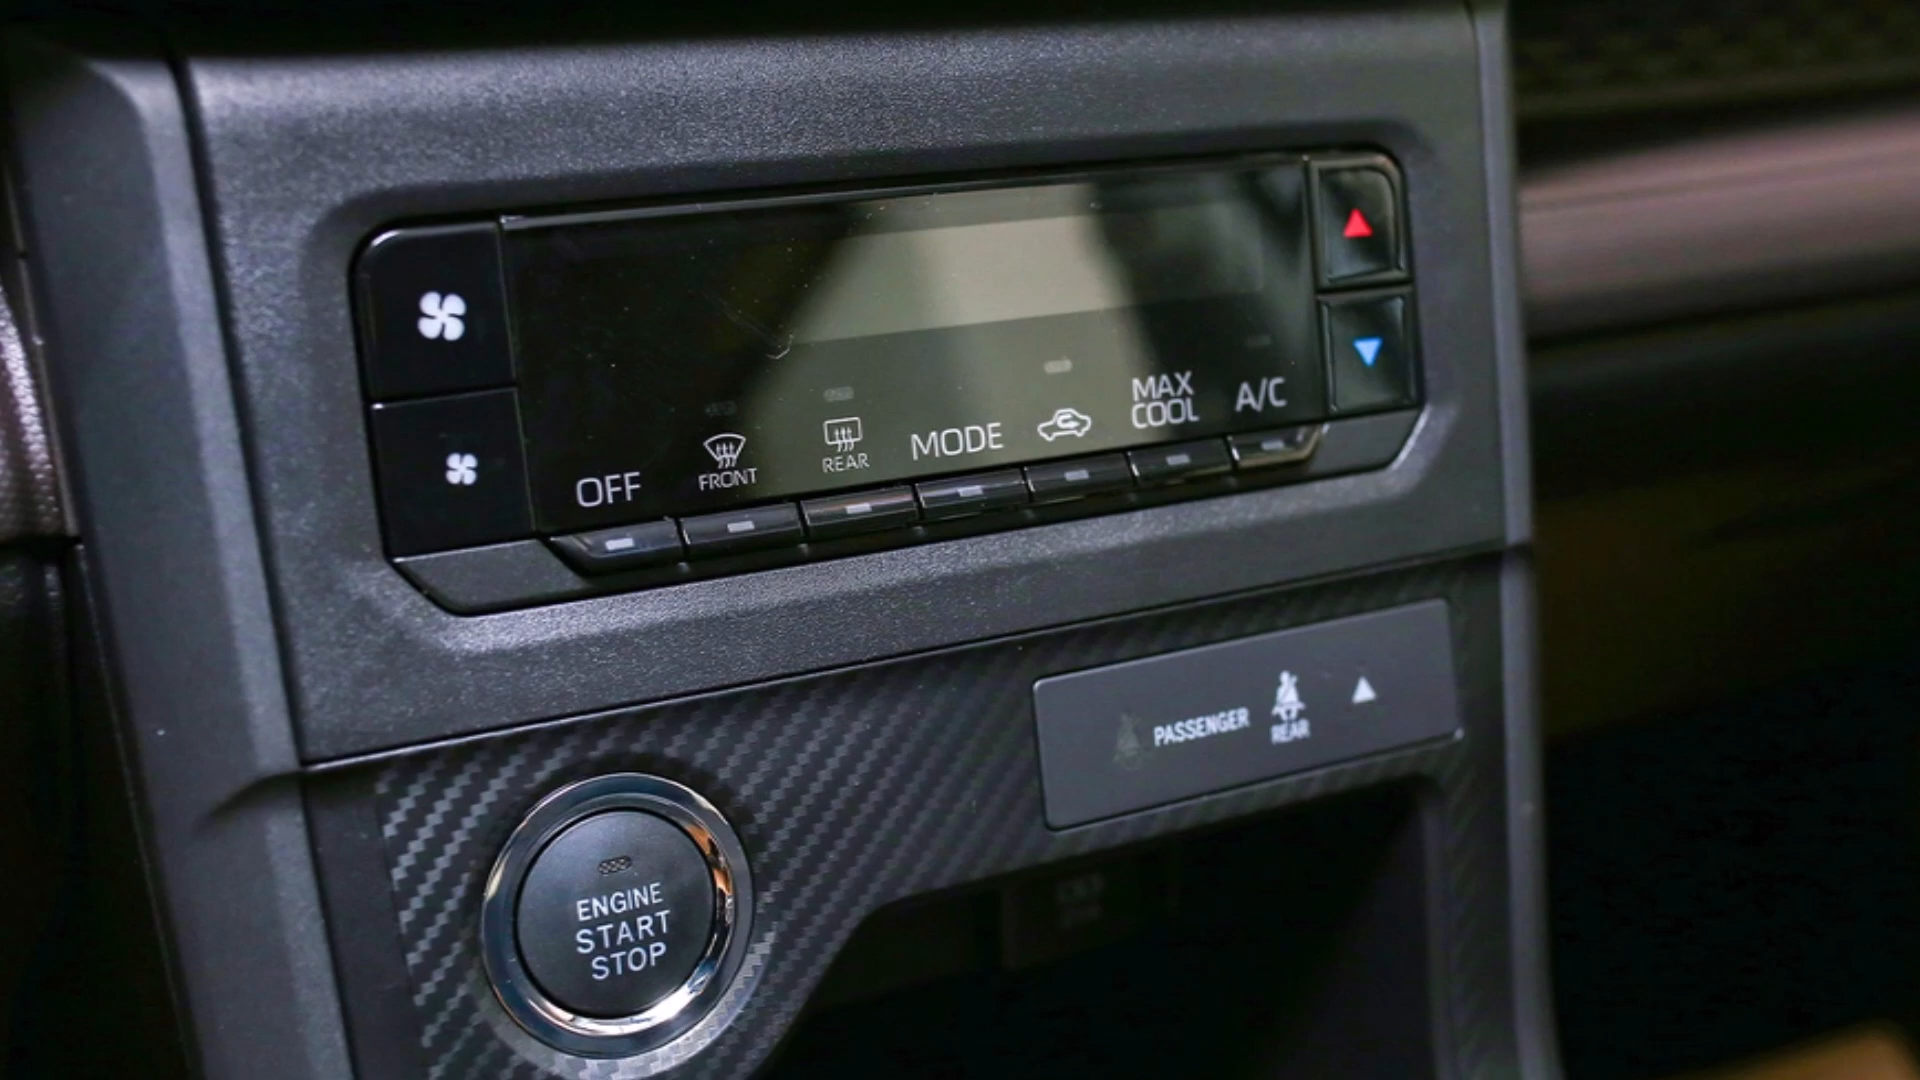 OFF
FRONT
REAR
MODE
MAX
COOL
A/C
PASSENGER
REAR
ENGINE
START
STOP